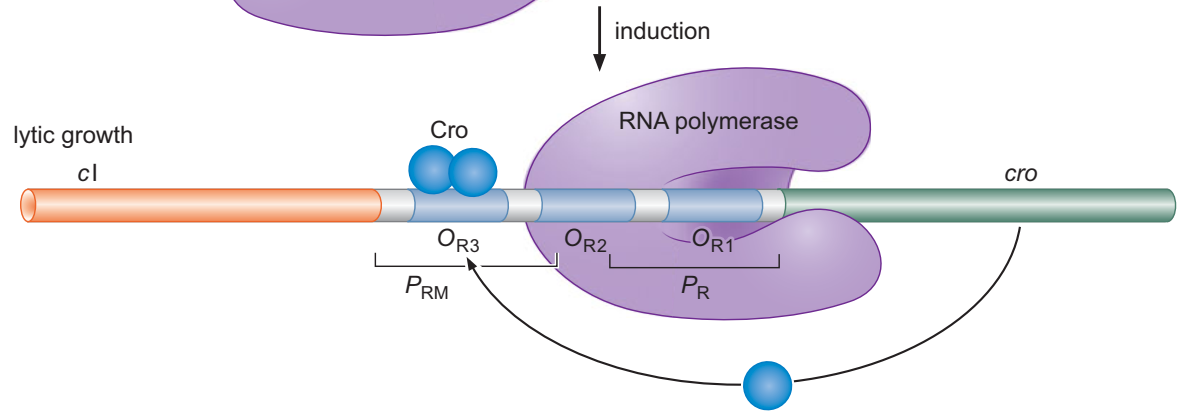 induction
RNA polymerase
lytic growth
Cro
cI
cro
OR3
OR2
OR1
PRM
PR